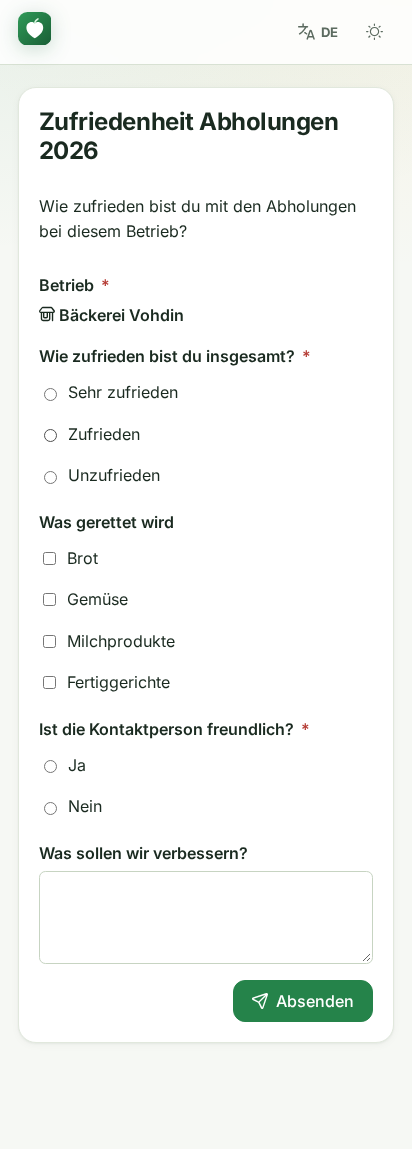 DE
Zufriedenheit Abholungen
2026
Wie zufrieden bist du mit den Abholungen
bei diesem Betrieb?
Betrieb *
Bäckerei Vohdin
Wie zufrieden bist du insgesamt? *
Sehr zufrieden
Zufrieden
Unzufrieden
Was gerettet wird
Brot
Gemüse
Milchprodukte
Fertiggerichte
Ist die Kontaktperson freundlich? *
Ja
Nein
Was sollen wir verbessern?
Absenden